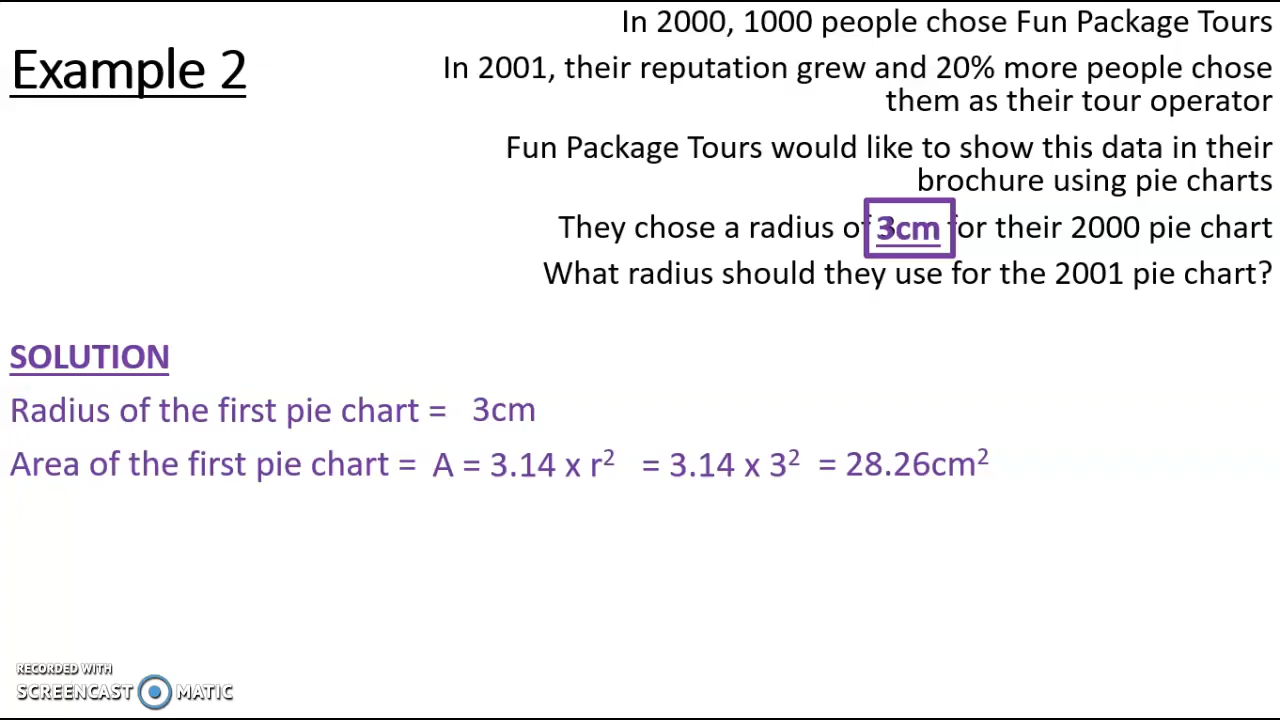 In 2000, 1000 people chose Fun Package Tours
Example 2
In 2001, their reputation grew and 20% more people chose
them as their tour operator
Fun Package Tours would like to show this data in their
brochure using pie charts
They chose a radius of 3cm for their 2000 pie chart
What radius should they use for the 2001 pie chart?
SOLUTION
Radius of the first pie chart = 3cm
Area of the first pie chart = A = 3.14 x r² = 3.14 x 3² = 28.26cm²
RECORDED WITH
SCREENCAST MATIC